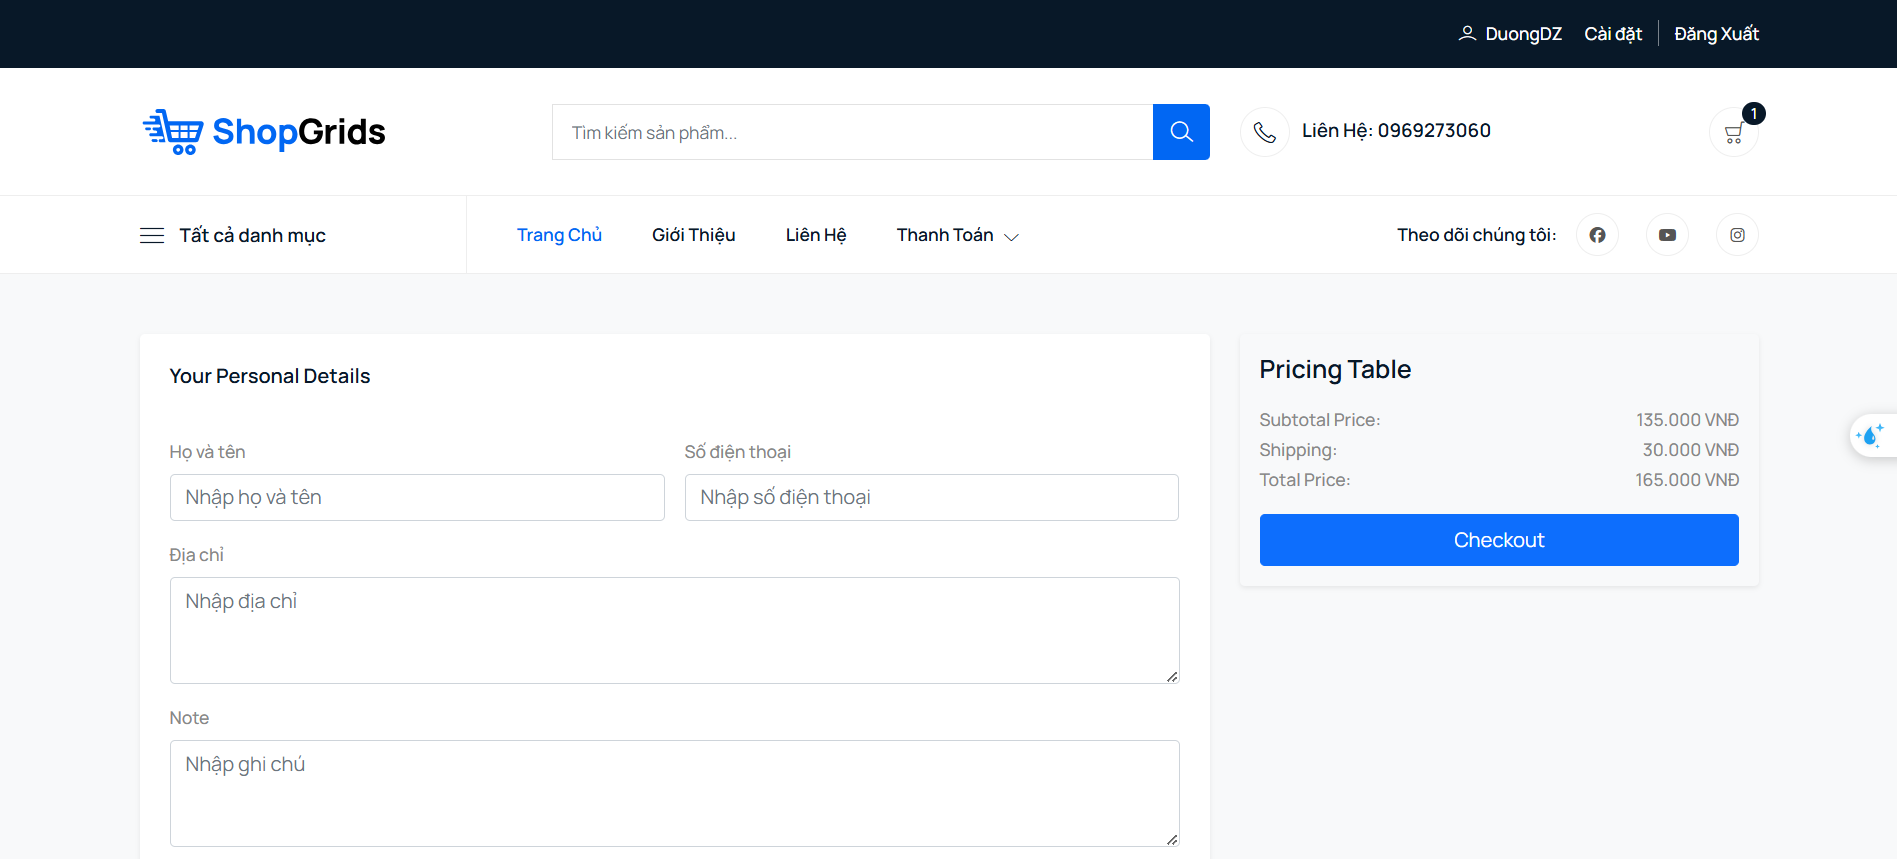 DuongDZ Cài đặt Đăng Xuất
ShopGrids
Tìm kiếm sản phẩm...
Liên Hệ: 0969273060
1
Tất cả danh mục
Trang Chủ Giới Thiệu Liên Hệ Thanh Toán
Theo dõi chúng tôi:
Your Personal Details
Họ và tên
Nhập họ và tên
Số điện thoại
Nhập số điện thoại
Địa chỉ
Nhập địa chỉ
Note
Nhập ghi chú
Pricing Table
Subtotal Price: 135.000 VNĐ
Shipping: 30.000 VNĐ
Total Price: 165.000 VNĐ
Checkout